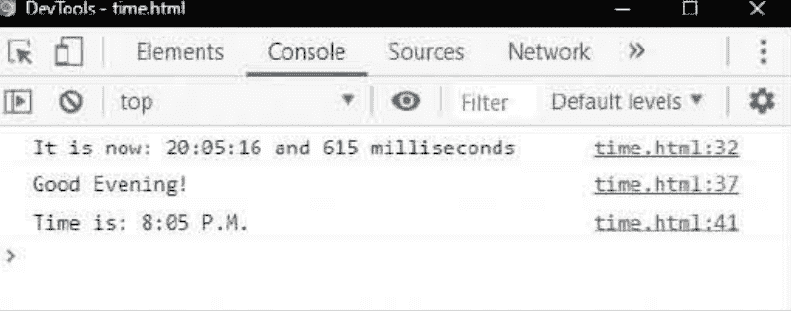 DevTools - time.html
Elements Console Sources Network »
top Filter Default levels ▼
It is now: 20:05:16 and 615 milliseconds time.html:32
Good Evening! time.html:37
Time is: 8:05 P.M. time.html:41
>